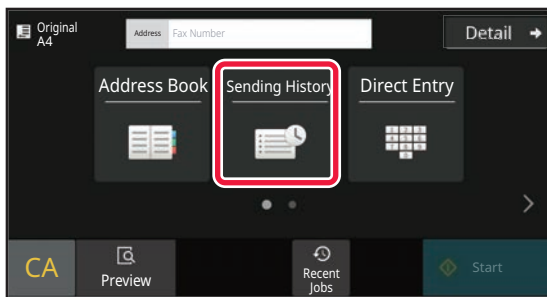 Original
A4
Address Fax Number
Detail
Address Book
Sending History
Direct Entry
CA
Preview
Recent
Jobs
Start